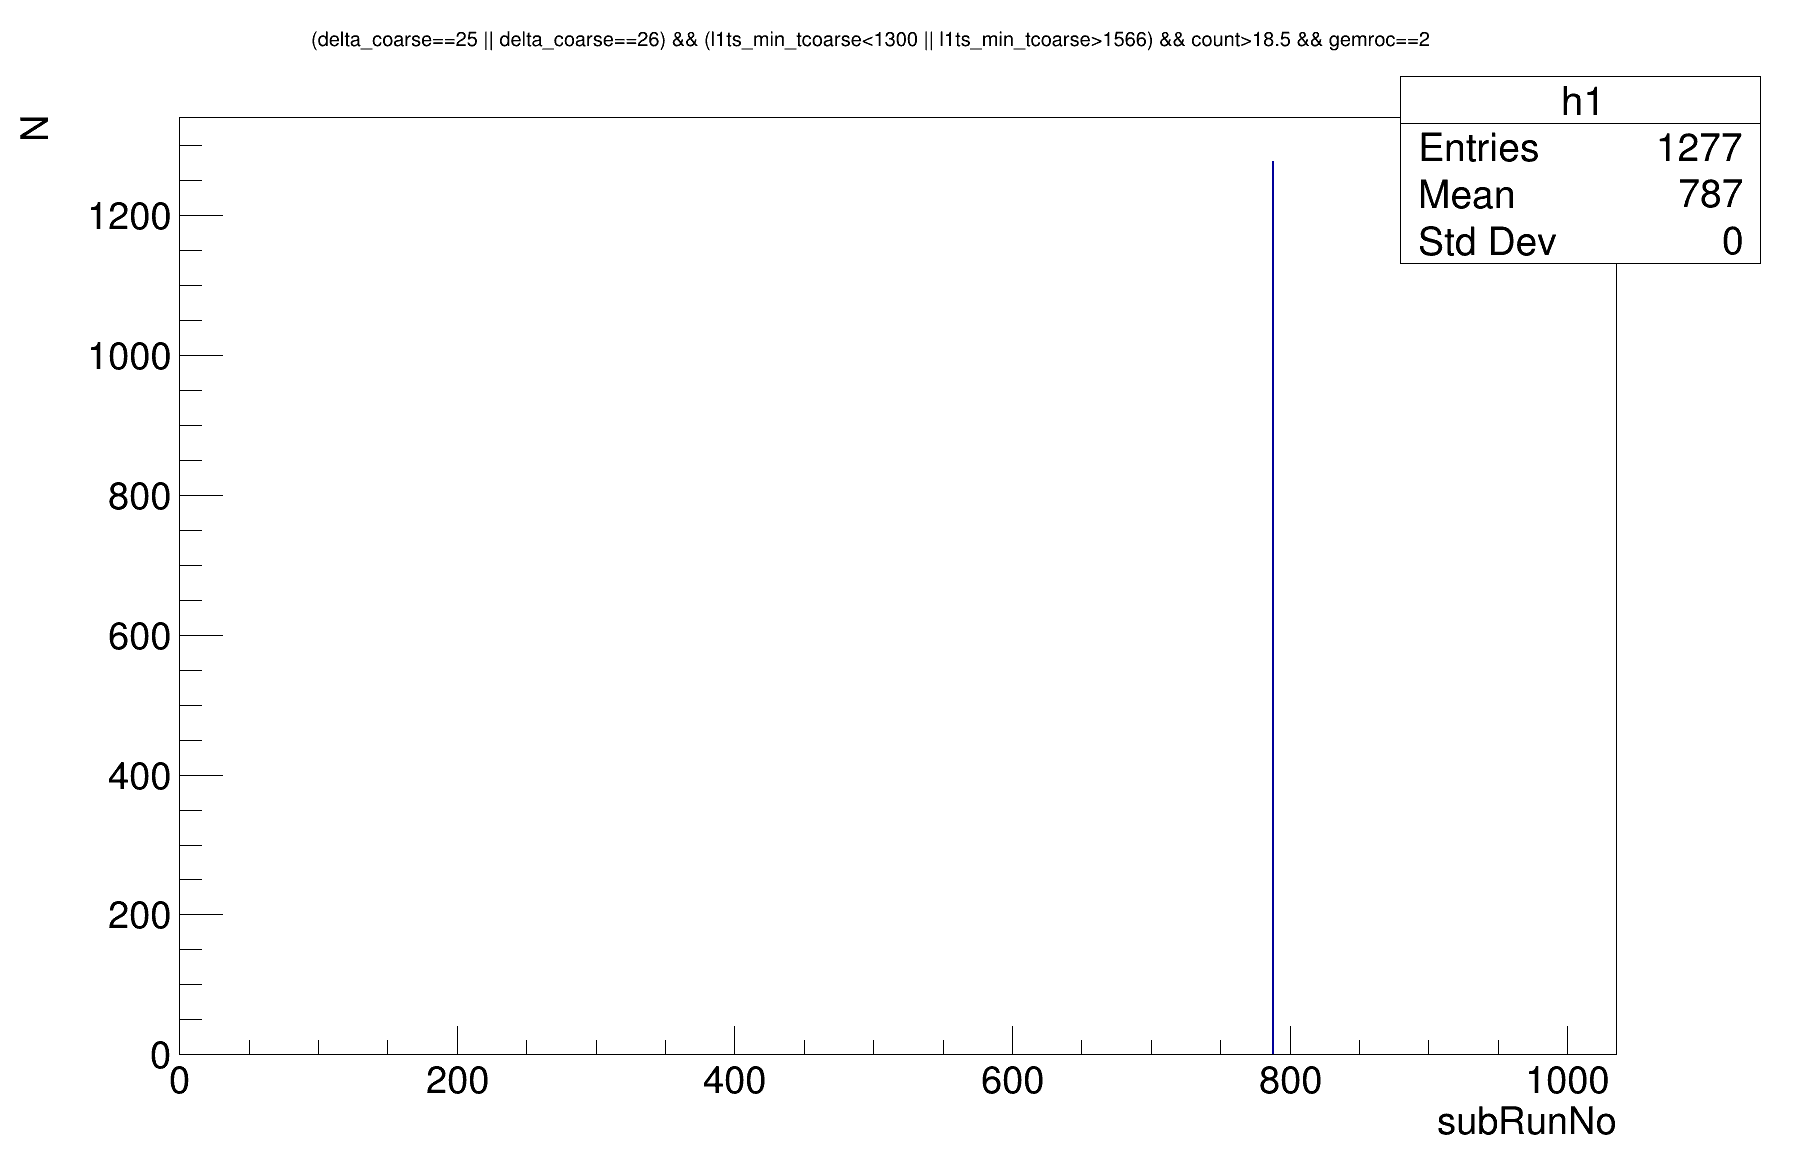 (delta_coarse==25 || delta_coarse==26) && (l1ts_min_tcoarse<1300 || l1ts_min_tcoarse>1566) && count>18.5 && gemroc==2
N
h1
Entries 1277
Mean 787
Std Dev 0
1200
1000
800
600
400
200
0
0 200 400 600 800 1000
subRunNo